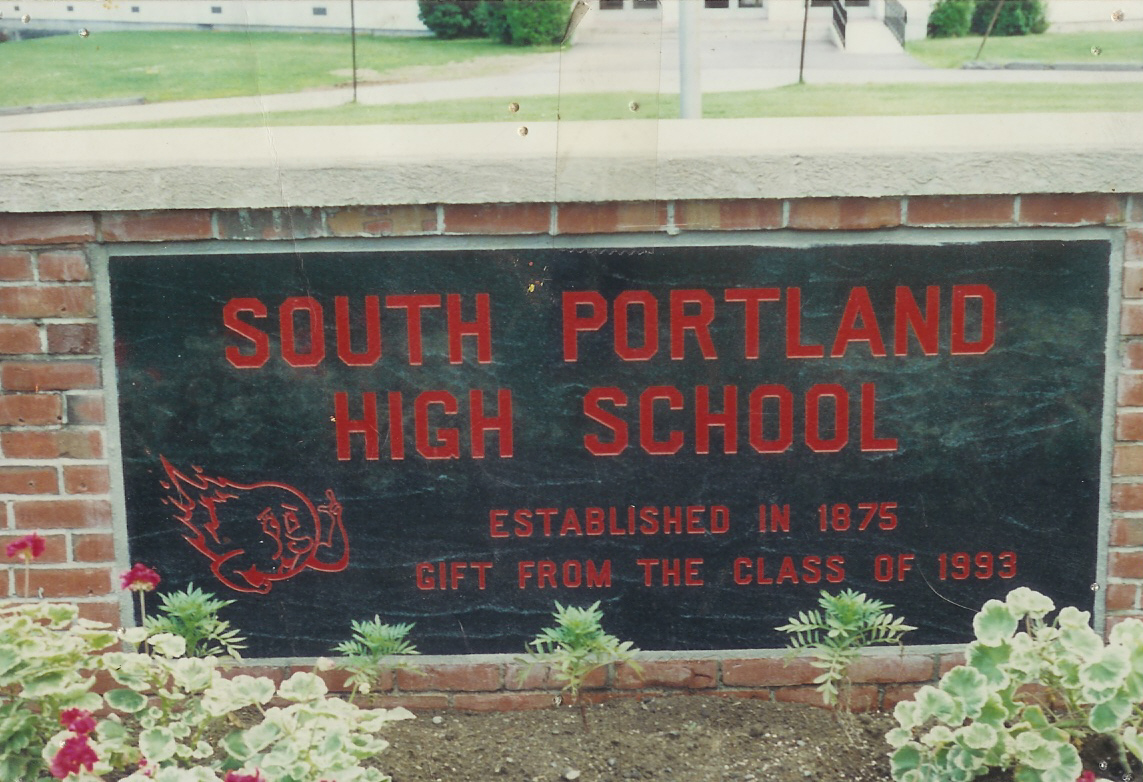 SOUTH PORTLAND
HIGH SCHOOL
ESTABLISHED IN 1875
GIFT FROM THE CLASS OF 1993